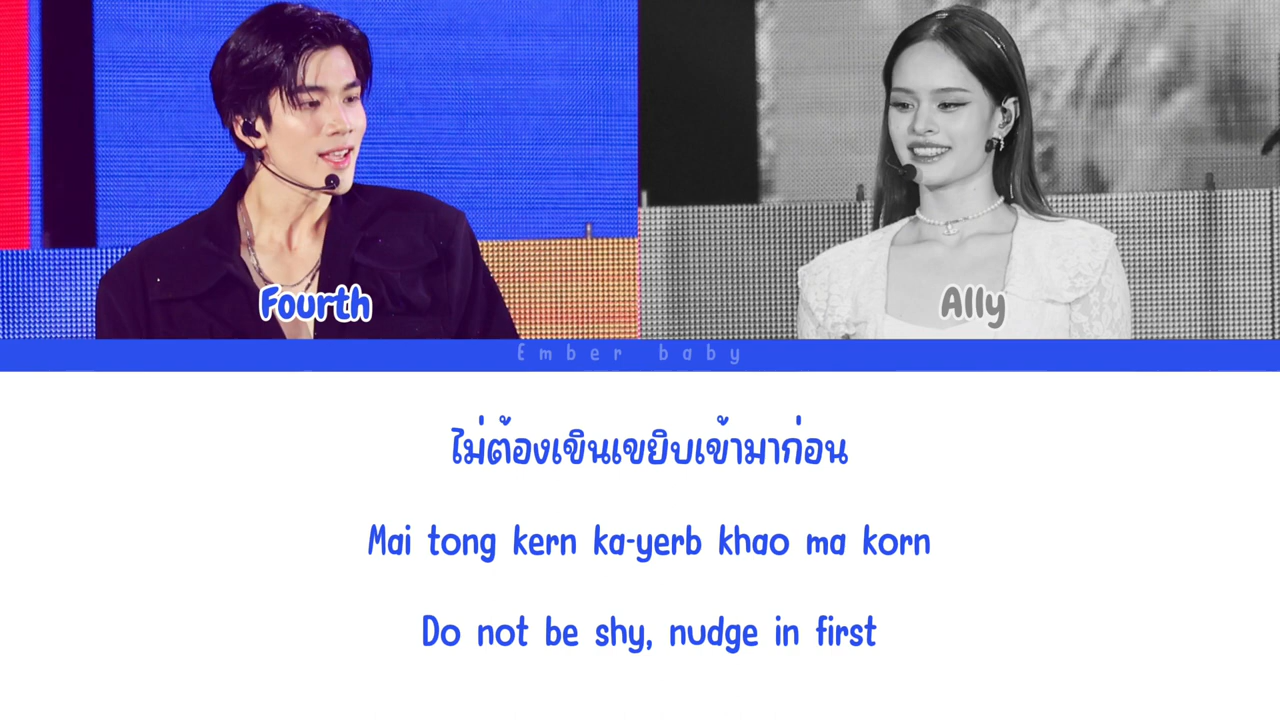 Fourth
Ally
Ember baby
ไม่ต้องเขินเขยิบเข้ามาก่อน
Mai tong kern ka-yerb khao ma korn
Do not be shy, nudge in first